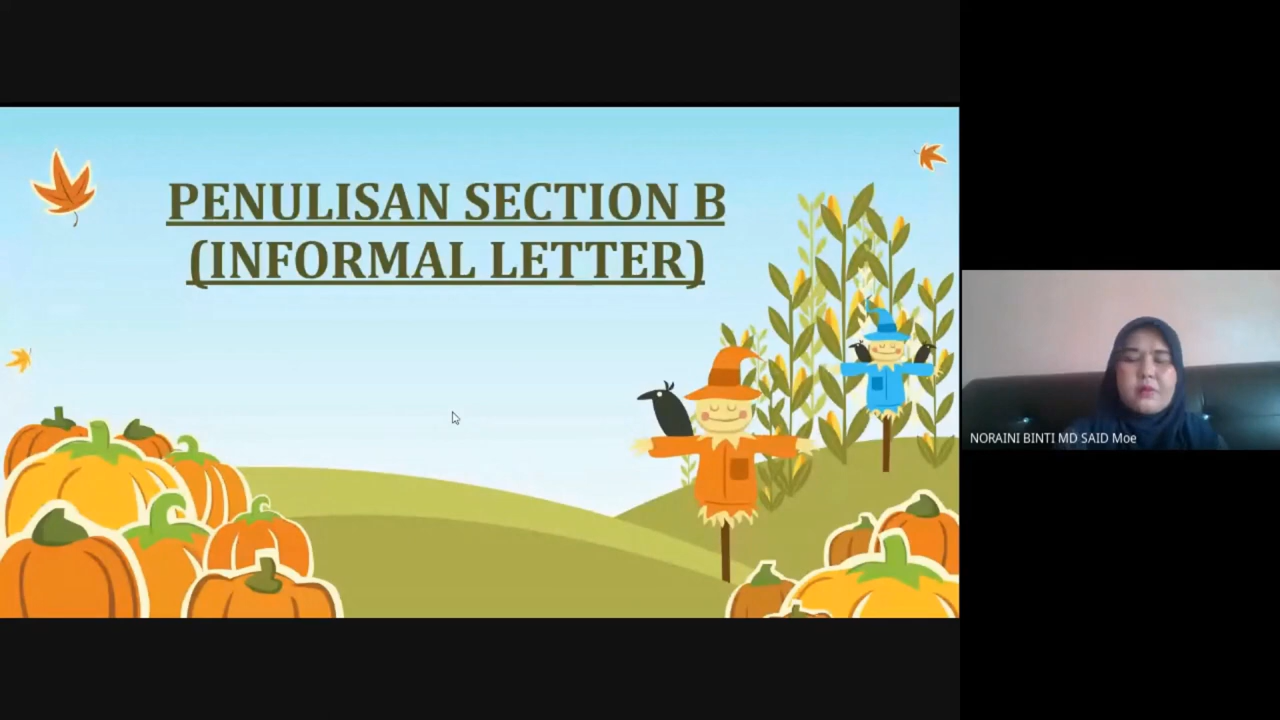 PENULISAN SECTION B
(INFORMAL LETTER)
NORAINI BINTI MD SAID Moe